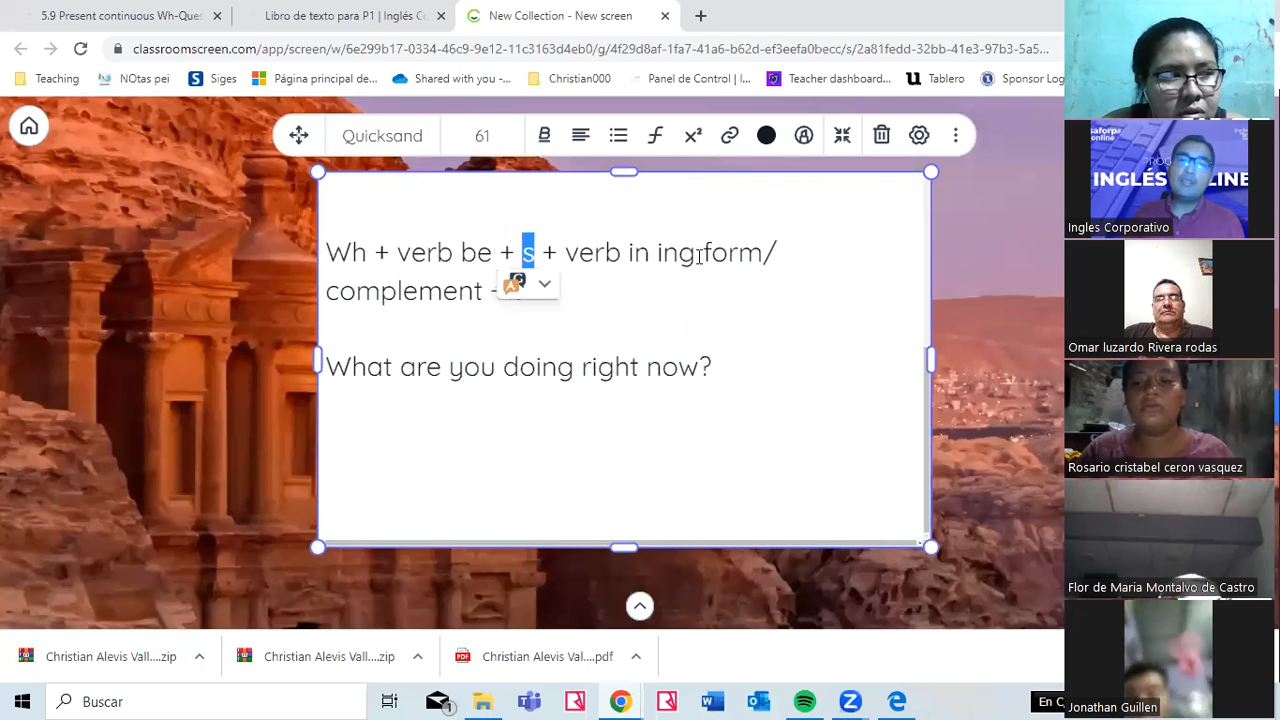 5.9 Present continuous Wh-Ques
Libro de texto para P1 | Inglés C
New Collection - New screen
classroomscreen.com/app/screen/w/6e299b17-0334-46c9-9e12-11c3163d4eb0/g/4f29d8af-1fa7-41a6-b62d-ef3eefa0becc/s/2a81fedd-32bb-41e3-97b3-5a5...
Teaching
NOtas pei
Siges
Página principal de...
Shared with you -...
Christian000
Panel de Control | I...
Teacher dashboard...
Tablero
Sponsor Log
Quicksand
61
Wh + verb be + s + verb in ing form/
complement
What are you doing right now?
INGLÉS
Ingles Corporativo
Omar luzardo Rivera rodas
Rosario cristabel ceron vasquez
Flor de Maria Montalvo de Castro
Jonathan Guillen
Christian Alevis Vall....zip
Christian Alevis Vall....zip
Christian Alevis Val....pdf
Buscar